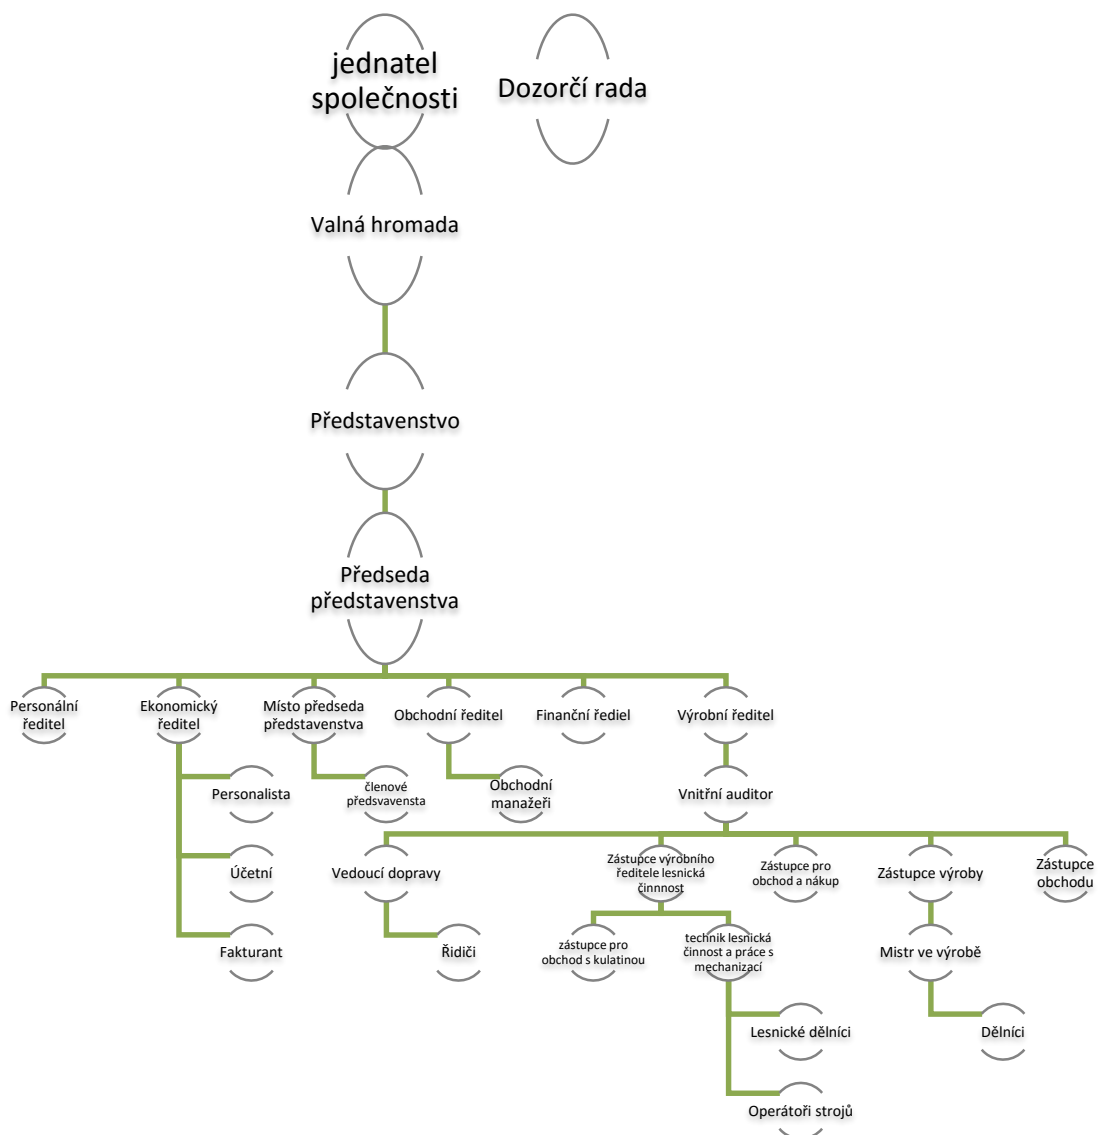 jednatel
společnosti
Dozorčí rada
Valná hromada
Představenstvo
Předseda
představenstva
Personální
ředitel
Ekonomický
ředitel
Místo předseda
představenstva
Obchodní ředitel
Finanční řediel
Výrobní ředitel
Personalista
členové
předsvavensta
Obchodní
manažeři
Vnitřní auditor
Účetní
Vedoucí dopravy
Zástupce výrobního
ředitele lesnická
činnnost
Zástupce pro
obchod a nákup
Zástupce výroby
Zástupce
obchodu
Fakturant
Řidiči
zástupce pro
obchod s kulatinou
technik lesnická
činnost a práce s
mechanizací
Mistr ve výrobě
Lesnické dělníci
Dělníci
Operátoři strojů